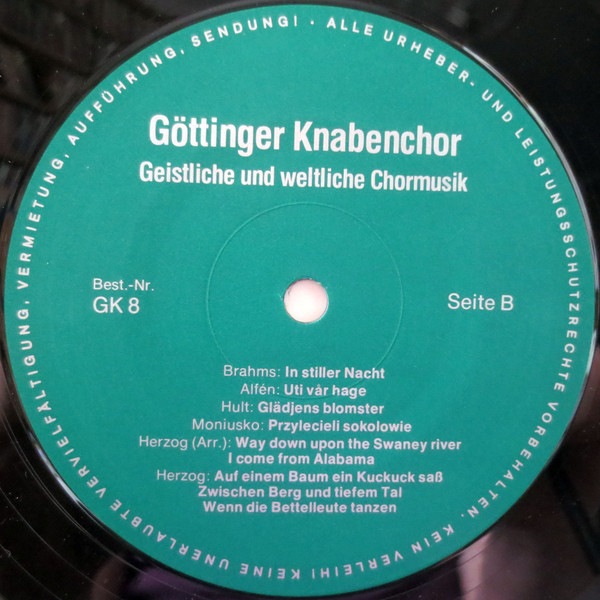 ALLE URHEBER- UND LEISTUNGSSCHUTZRECHTE VORBEHALTEN. KEIN VERLEIH! KEINE UNERLAUBTE VERVIELFÄLTIGUNG, VERMIETUNG, AUFFÜHRUNG, SENDUNG! ·
Göttinger Knabenchor
Geistliche und weltliche Chormusik
Best.-Nr.
GK 8
Seite B
Brahms: In stiller Nacht
Alfén: Uti vår hage
Hult: Glädjens blomster
Moniusko: Przylecieli sokolowie
Herzog (Arr.): Way down upon the Swaney river
I come from Alabama
Herzog: Auf einem Baum ein Kuckuck saß
Zwischen Berg und tiefem Tal
Wenn die Bettelleute tanzen